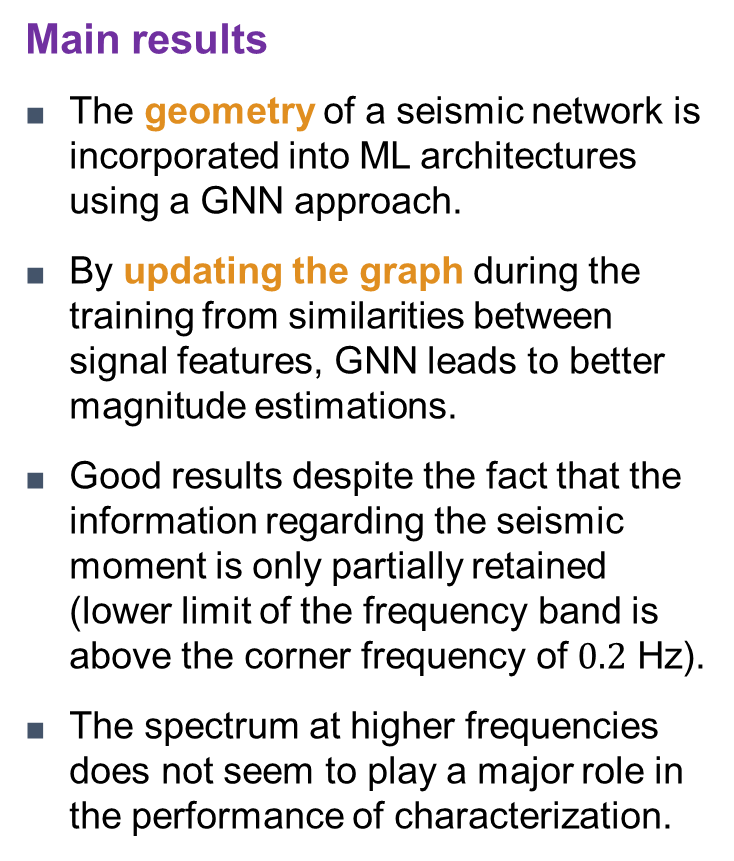 Main results
The geometry of a seismic network is
incorporated into ML architectures
using a GNN approach.
By updating the graph during the
training from similarities between
signal features, GNN leads to better
magnitude estimations.
Good results despite the fact that the
information regarding the seismic
moment is only partially retained
(lower limit of the frequency band is
above the corner frequency of 0.2 Hz).
The spectrum at higher frequencies
does not seem to play a major role in
the performance of characterization.